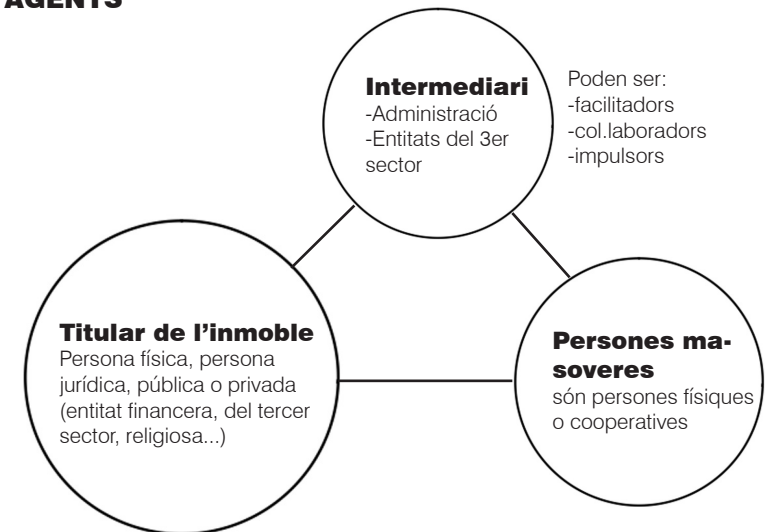 AGENTS
Intermediari
-Administració
-Entitats del 3er
sector
Poden ser:
-facilitadors
-col.laboradors
-impulsors
Titular de l'inmoble
Persona física, persona
jurídica, pública o privada
(entitat financera, del tercer
sector, religiosa...)
Persones ma-
soveres
són persones físiques
o cooperatives